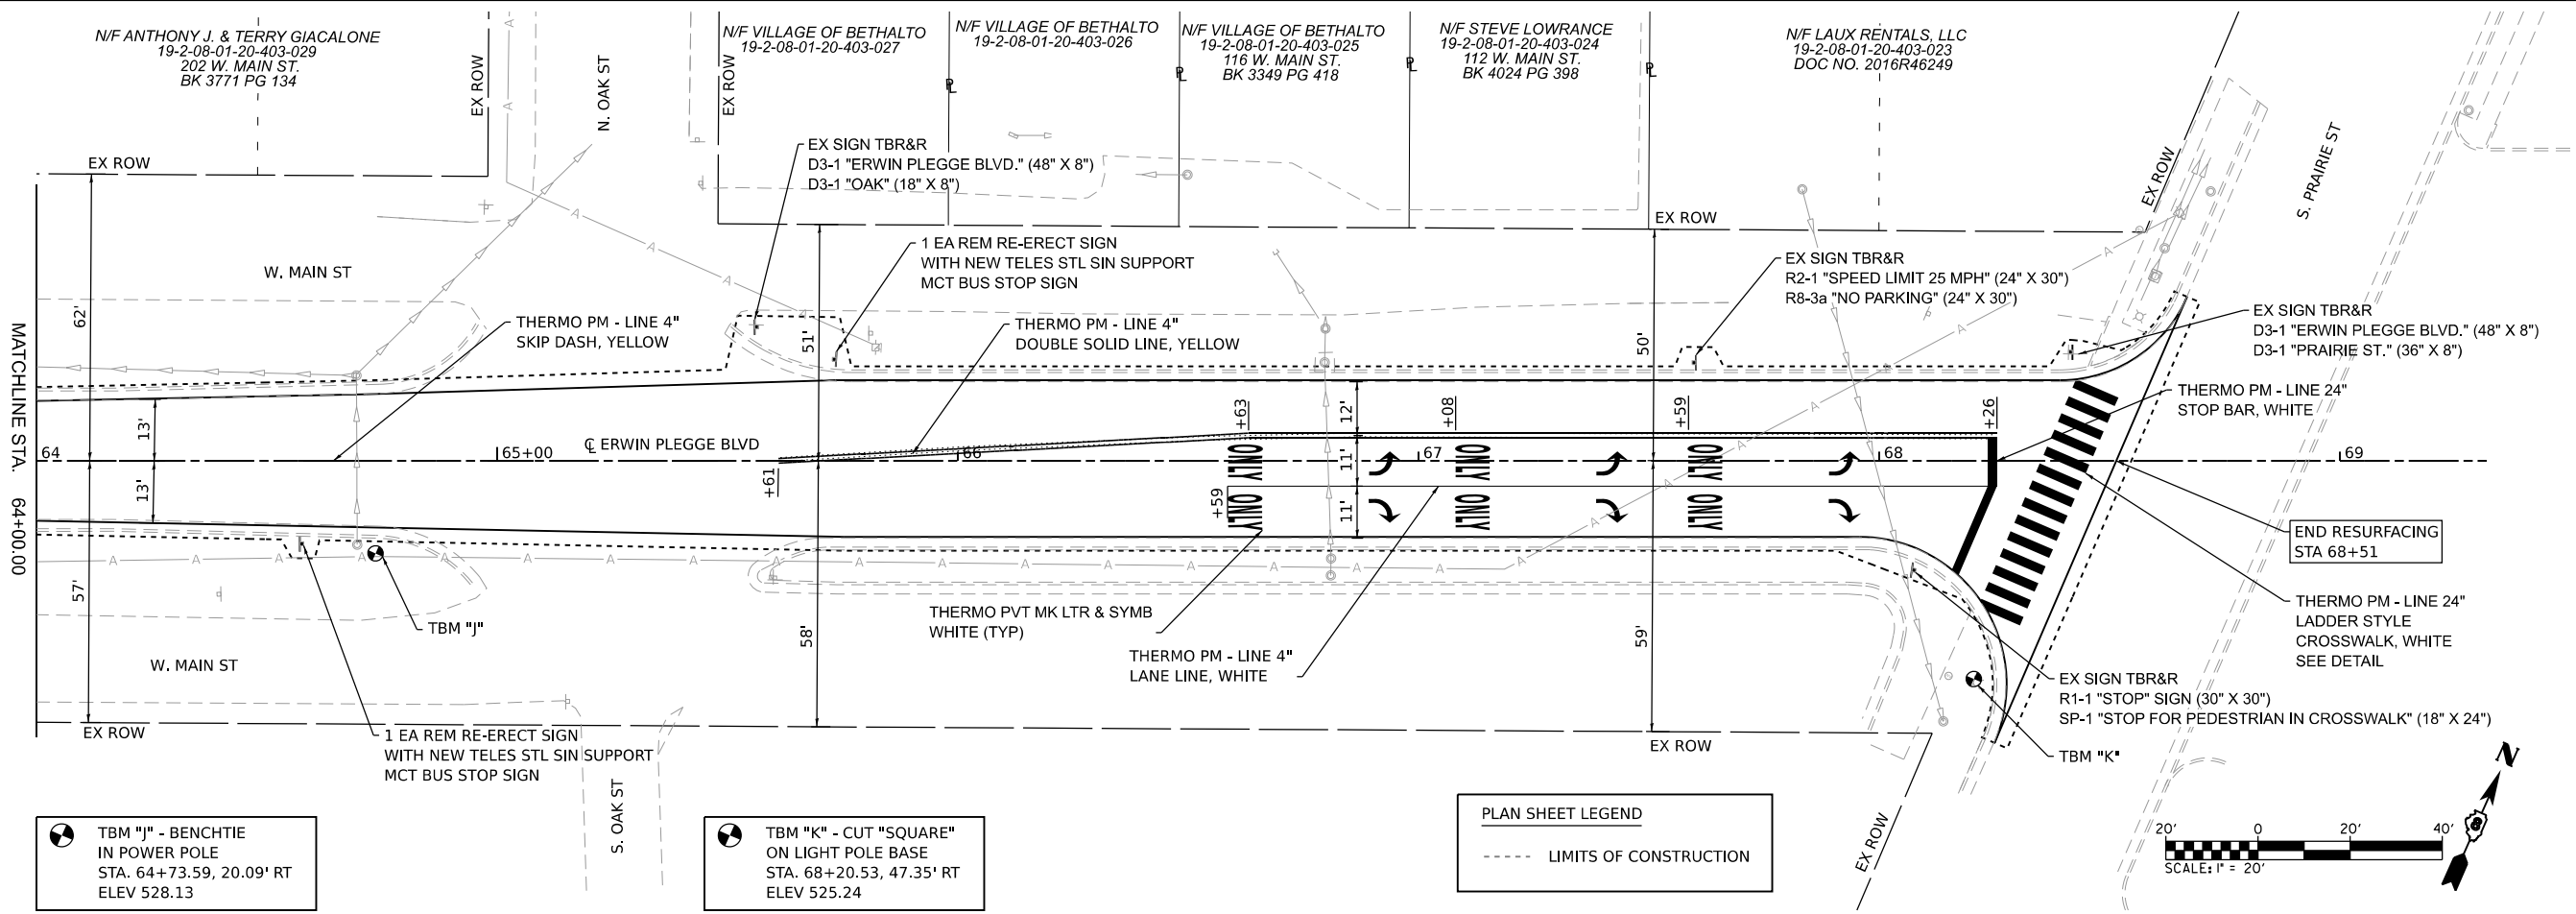 N/F ANTHONY J. & TERRY GIACALONE
19-2-08-01-20-403-029
202 W. MAIN ST.
BK 3771 PG 134
N/F VILLAGE OF BETHALTO
19-2-08-01-20-403-027
N/F VILLAGE OF BETHALTO
19-2-08-01-20-403-026
N/F VILLAGE OF BETHALTO
19-2-08-01-20-403-025
116 W. MAIN ST.
BK 3349 PG 418
N/F STEVE LOWRANCE
19-2-08-01-20-403-024
112 W. MAIN ST.
BK 4024 PG 398
N/F LAUX RENTALS, LLC
19-2-08-01-20-403-023
DOC NO. 2016R46249
EX ROW
EX ROW
N. OAK ST
EX ROW
EX ROW
EX ROW
S. PRAIRIE ST
EX SIGN TBR&R
D3-1 "ERWIN PLEGGE BLVD." (48" X 8")
D3-1 "OAK" (18" X 8")
1 EA REM RE-ERECT SIGN
WITH NEW TELES STL SIN SUPPORT
MCT BUS STOP SIGN
W. MAIN ST
EX SIGN TBR&R
R2-1 "SPEED LIMIT 25 MPH" (24" X 30")
R8-3a "NO PARKING" (24" X 30")
EX SIGN TBR&R
D3-1 "ERWIN PLEGGE BLVD." (48" X 8")
D3-1 "PRAIRIE ST." (36" X 8")
THERMO PM - LINE 4"
SKIP DASH, YELLOW
THERMO PM - LINE 4"
DOUBLE SOLID LINE, YELLOW
THERMO PM - LINE 24"
STOP BAR, WHITE
62'
51'
50'
MATCHLINE STA. 64+00.00
13'
13'
57'
58'
59'
12'
11'
11'
+63
+08
+59
+26
+61
+59
64
65+00
℄ ERWIN PLEGGE BLVD
66
67
68
69
ONLY
ONLY
ONLY
ONLY
ONLY
ONLY
END RESURFACING
STA 68+51
THERMO PVT MK LTR & SYMB
WHITE (TYP)
THERMO PM - LINE 4"
LANE LINE, WHITE
THERMO PM - LINE 24"
LADDER STYLE
CROSSWALK, WHITE
SEE DETAIL
TBM "J"
W. MAIN ST
EX SIGN TBR&R
R1-1 "STOP" SIGN (30" X 30")
SP-1 "STOP FOR PEDESTRIAN IN CROSSWALK" (18" X 24")
TBM "K"
EX ROW
1 EA REM RE-ERECT SIGN
WITH NEW TELES STL SIN SUPPORT
MCT BUS STOP SIGN
S. OAK ST
EX ROW
EX ROW
TBM "J" - BENCHTIE
IN POWER POLE
STA. 64+73.59, 20.09' RT
ELEV 528.13
TBM "K" - CUT "SQUARE"
ON LIGHT POLE BASE
STA. 68+20.53, 47.35' RT
ELEV 525.24
PLAN SHEET LEGEND
LIMITS OF CONSTRUCTION
N
20' 0 20' 40'
SCALE: 1" = 20'